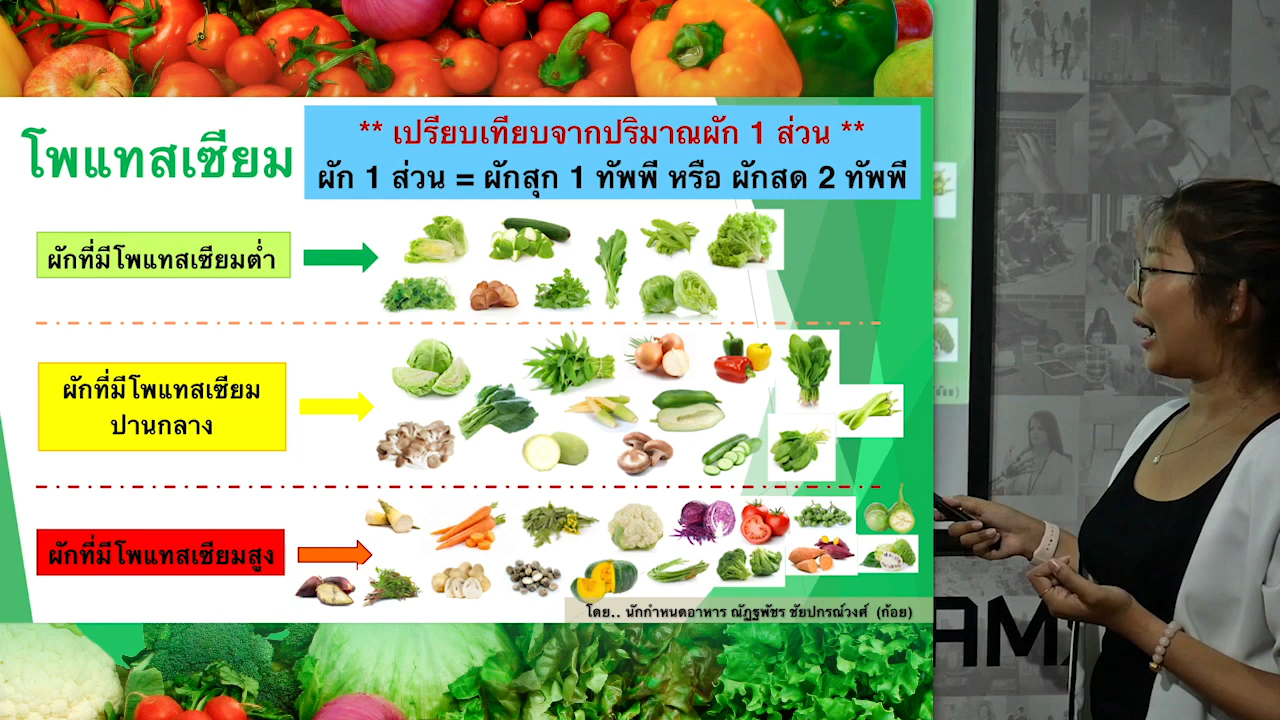 ** เปรียบเทียบจากปริมาณผัก 1 ส่วน **
โพแทสเซียม
ผัก 1 ส่วน = ผักสุก 1 ทัพพี หรือ ผักสด 2 ทัพพี
ผักที่มีโพแทสเซียมต่ำ
ผักที่มีโพแทสเซียม
ปานกลาง
ผักที่มีโพแทสเซียมสูง
โดย.. นักกำหนดอาหาร ณัฏฐพัชร ชัยปกรณ์วงศ์ (ก้อย)
AM